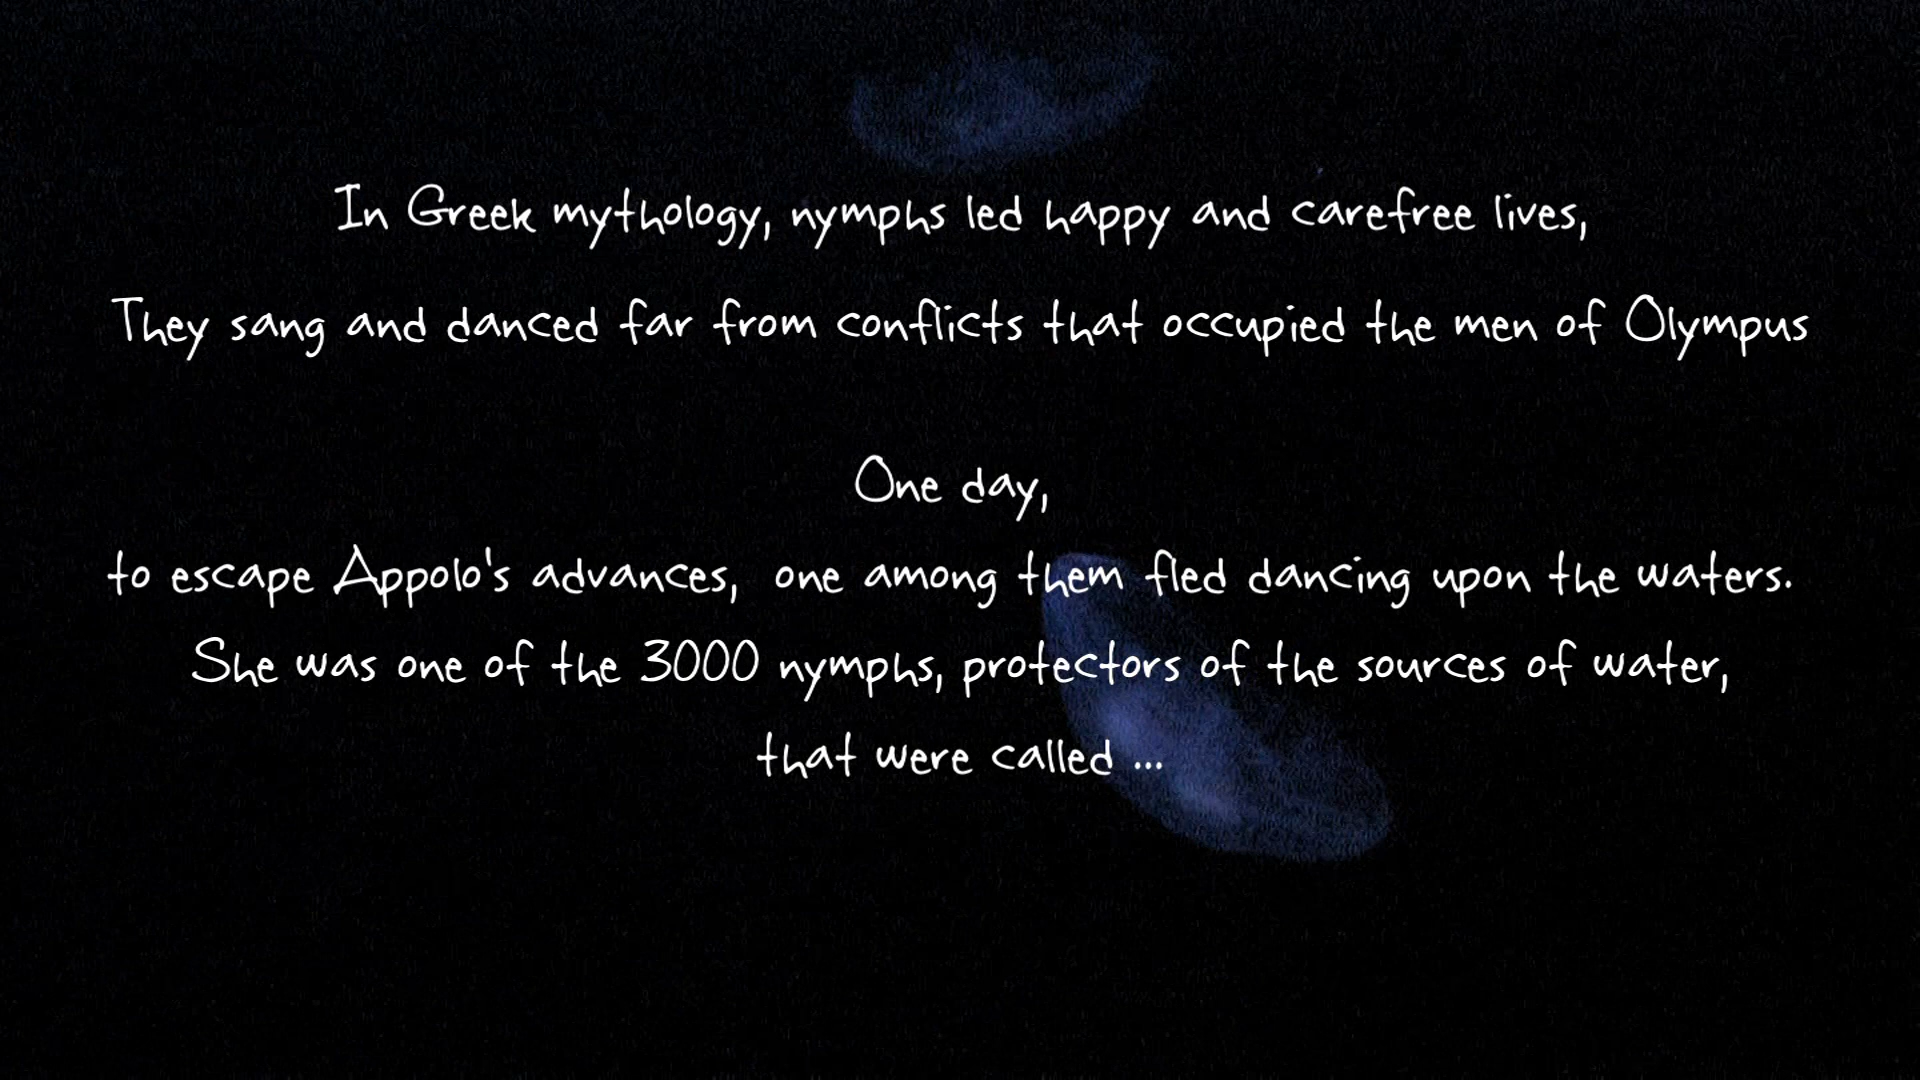 In Greek mythology, nymphs led happy and carefree lives,
They sang and danced far from conflicts that occupied the men of Olympus
One day,
to escape Appolo's advances, one among them fled dancing upon the waters.
She was one of the 3000 nymphs, protectors of the sources of water,
that were called ...